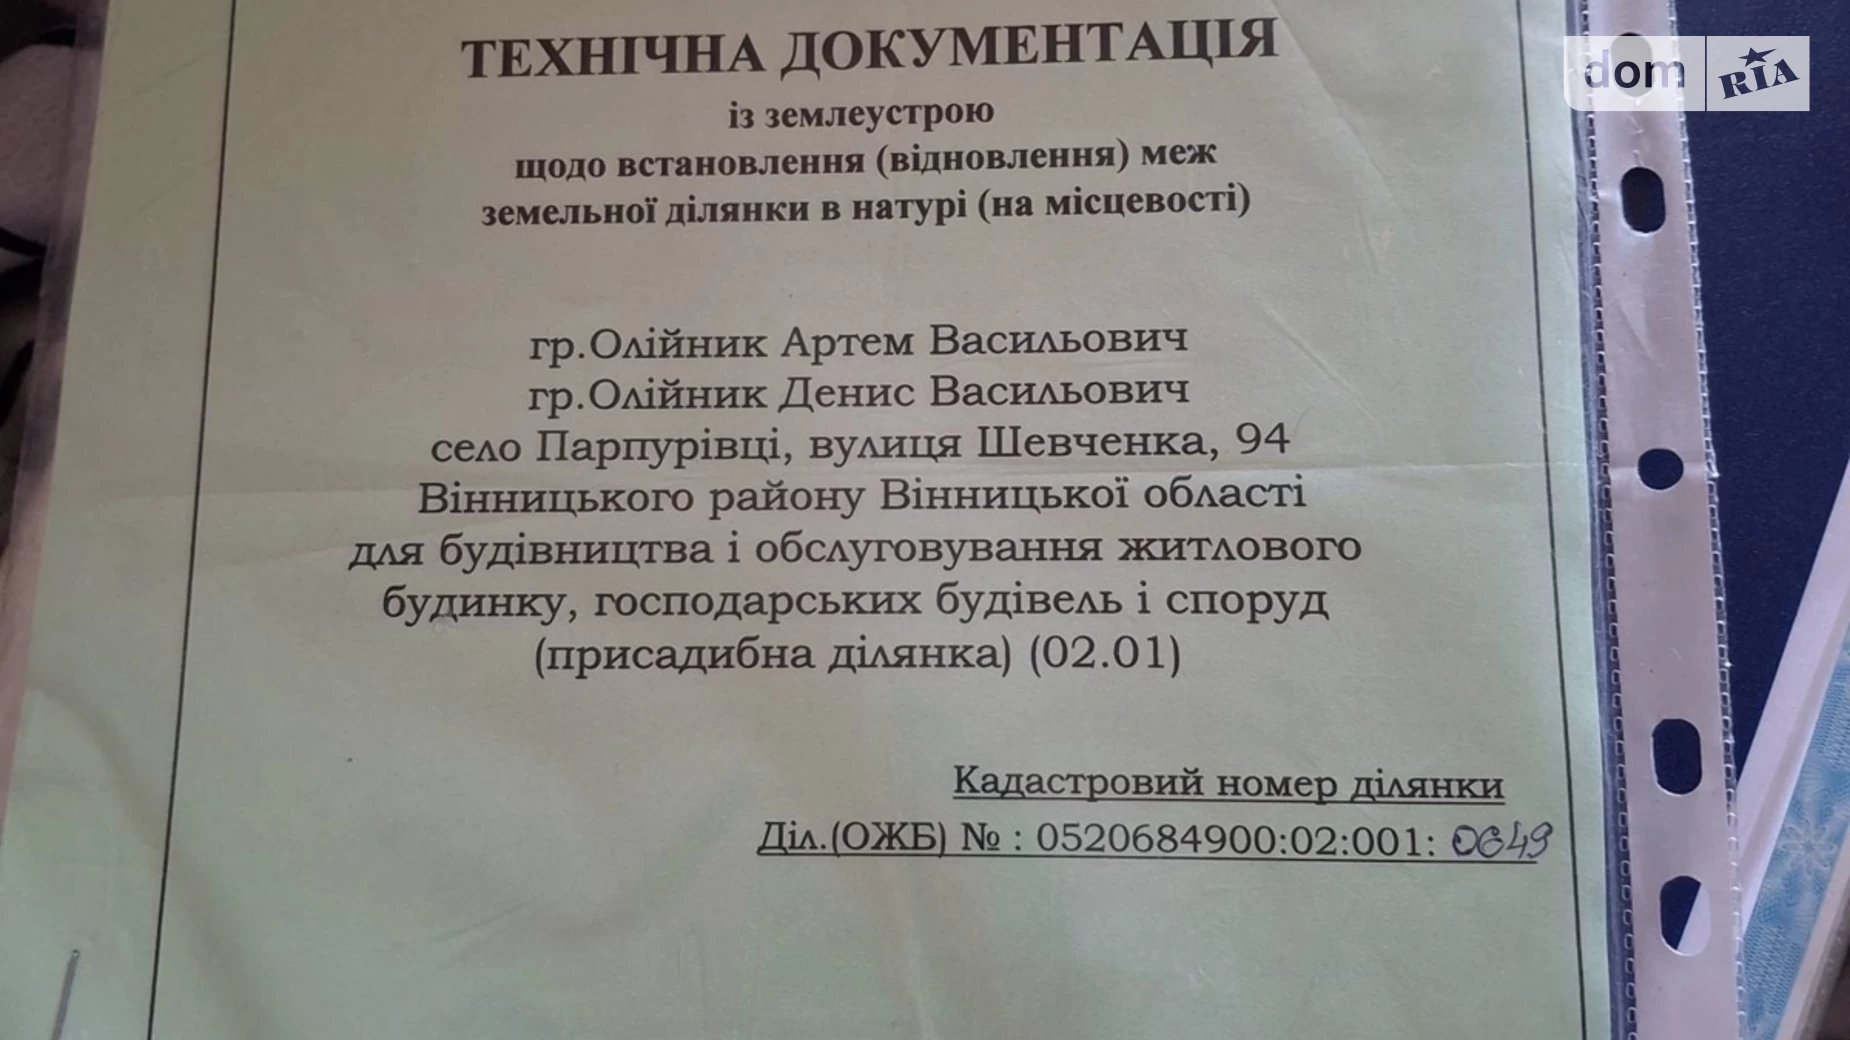 ТЕХНІЧНА ДОКУМЕНТАЦІЯ
із землеустрою
щодо встановлення (відновлення) меж
земельної ділянки в натурі (на місцевості)
гр.Олійник Артем Васильович
гр.Олійник Денис Васильович
село Парпурівці, вулиця Шевченка, 94
Вінницького району Вінницької області
для будівництва і обслуговування житлового
будинку, господарських будівель і споруд
(присадибна ділянка) (02.01)
Кадастровий номер ділянки
Діл.(ОЖБ) № : 0520684900:02:001: 0649
dom RIA